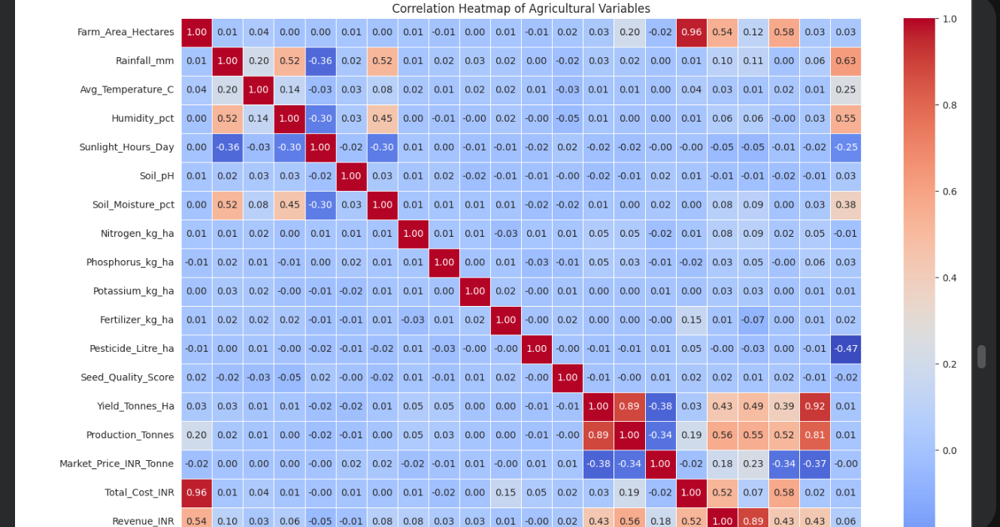 Correlation Heatmap of Agricultural Variables
Farm_Area_Hectares 1.00 0.01 0.04 0.00 0.00 0.01 0.00 0.01 -0.01 0.00 0.01 -0.01 0.02 0.03 0.20 -0.02 0.96 0.54 0.12 0.58 0.03 0.03 1.0
Rainfall_mm 0.01 1.00 0.20 0.52 -0.36 0.02 0.52 0.01 0.02 0.03 0.02 0.00 -0.02 0.03 0.02 0.00 0.01 0.10 0.11 0.00 0.06 0.63
Avg_Temperature_C 0.04 0.20 1.00 0.14 -0.03 0.03 0.08 0.02 0.01 0.02 0.02 0.01 -0.03 0.01 0.01 0.00 0.04 0.03 0.01 0.02 0.01 0.25
0.8
Humidity_pct 0.00 0.52 0.14 1.00 -0.30 0.03 0.45 0.00 -0.01 -0.00 0.02 -0.00 -0.05 0.01 0.00 0.00 0.01 0.06 0.06 -0.00 0.03 0.55
Sunlight_Hours_Day 0.00 -0.36 -0.03 -0.30 1.00 -0.02 -0.30 0.01 0.00 -0.01 -0.01 -0.02 0.02 -0.02 -0.02 -0.00 -0.00 -0.05 -0.05 -0.01 -0.02 -0.25
Soil_pH 0.01 0.02 0.03 0.03 -0.02 1.00 0.03 0.01 0.02 -0.02 -0.01 -0.01 -0.00 -0.02 -0.01 0.02 0.01 -0.01 -0.01 -0.02 -0.01 0.03
0.6
Soil_Moisture_pct 0.00 0.52 0.08 0.45 -0.30 0.03 1.00 0.01 0.01 0.01 0.01 -0.02 -0.02 0.01 0.00 0.02 0.00 0.08 0.09 0.00 0.03 0.38
Nitrogen_kg_ha 0.01 0.01 0.02 0.00 0.01 0.01 0.01 1.00 0.01 0.01 -0.03 0.01 0.01 0.05 0.05 -0.02 0.01 0.08 0.09 0.02 0.05 -0.01
Phosphorus_kg_ha -0.01 0.02 0.01 -0.01 0.00 0.02 0.01 0.01 1.00 0.00 0.01 -0.03 -0.01 0.05 0.03 -0.01 -0.02 0.03 0.05 -0.00 0.06 0.03
0.4
Potassium_kg_ha 0.00 0.03 0.02 -0.00 -0.01 -0.02 0.01 0.01 0.00 1.00 0.02 -0.00 0.01 0.00 0.00 0.01 0.00 0.03 0.03 0.00 0.01 0.01
Fertilizer_kg_ha 0.01 0.02 0.02 0.02 -0.01 -0.01 0.01 -0.03 0.01 0.02 1.00 -0.00 0.02 0.00 0.00 -0.00 0.15 0.01 -0.07 0.00 0.01 0.02
Pesticide_Litre_ha -0.01 0.00 0.01 -0.00 -0.02 -0.01 -0.02 0.01 -0.03 -0.00 -0.00 1.00 -0.00 -0.01 -0.01 0.01 0.05 -0.00 -0.03 0.00 -0.01 -0.47
0.2
Seed_Quality_Score 0.02 -0.02 -0.03 -0.05 0.02 -0.00 -0.02 0.01 -0.01 0.01 0.02 -0.00 1.00 -0.01 -0.00 0.01 0.02 0.02 0.01 0.02 -0.01 -0.02
Yield_Tonnes_Ha 0.03 0.03 0.01 0.01 -0.02 -0.02 0.01 0.05 0.05 0.00 0.00 -0.01 -0.01 1.00 0.89 -0.38 0.03 0.43 0.49 0.39 0.92 0.01
Production_Tonnes 0.20 0.02 0.01 0.00 -0.02 -0.01 0.00 0.05 0.03 0.00 0.00 -0.01 -0.00 0.89 1.00 -0.34 0.19 0.56 0.55 0.52 0.81 0.01
0.0
Market_Price_INR_Tonne -0.02 0.00 0.00 0.00 -0.00 0.02 0.02 -0.02 -0.01 0.01 -0.00 0.01 0.01 -0.38 -0.34 1.00 -0.02 0.18 0.23 -0.34 -0.37 -0.00
Total_Cost_INR 0.96 0.01 0.04 0.01 -0.00 0.01 0.00 0.01 -0.02 0.00 0.15 0.05 0.02 0.03 0.19 -0.02 1.00 0.52 0.07 0.58 0.02 0.01
Revenue_INR 0.54 0.10 0.03 0.06 -0.05 -0.01 0.08 0.08 0.03 0.03 0.01 -0.00 0.02 0.43 0.56 0.18 0.52 1.00 0.89 0.43 0.43 0.06